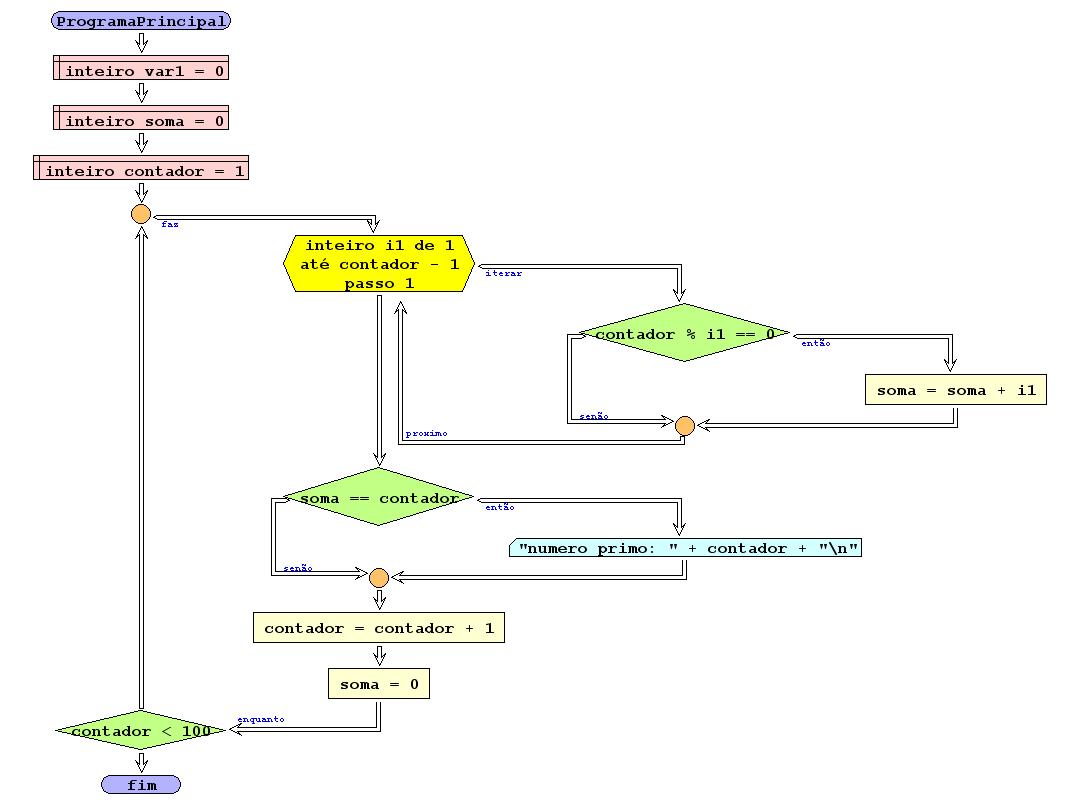 ProgramaPrincipal
inteiro var1 = 0
inteiro soma = 0
inteiro contador = 1
faz
inteiro i1 de 1
até contador - 1
passo 1
iterar
contador % i1 == 0
então
soma = soma + i1
senão
proximo
soma == contador
então
"numero primo: " + contador + "\n"
senão
contador = contador + 1
soma = 0
enquanto
contador < 100
fim